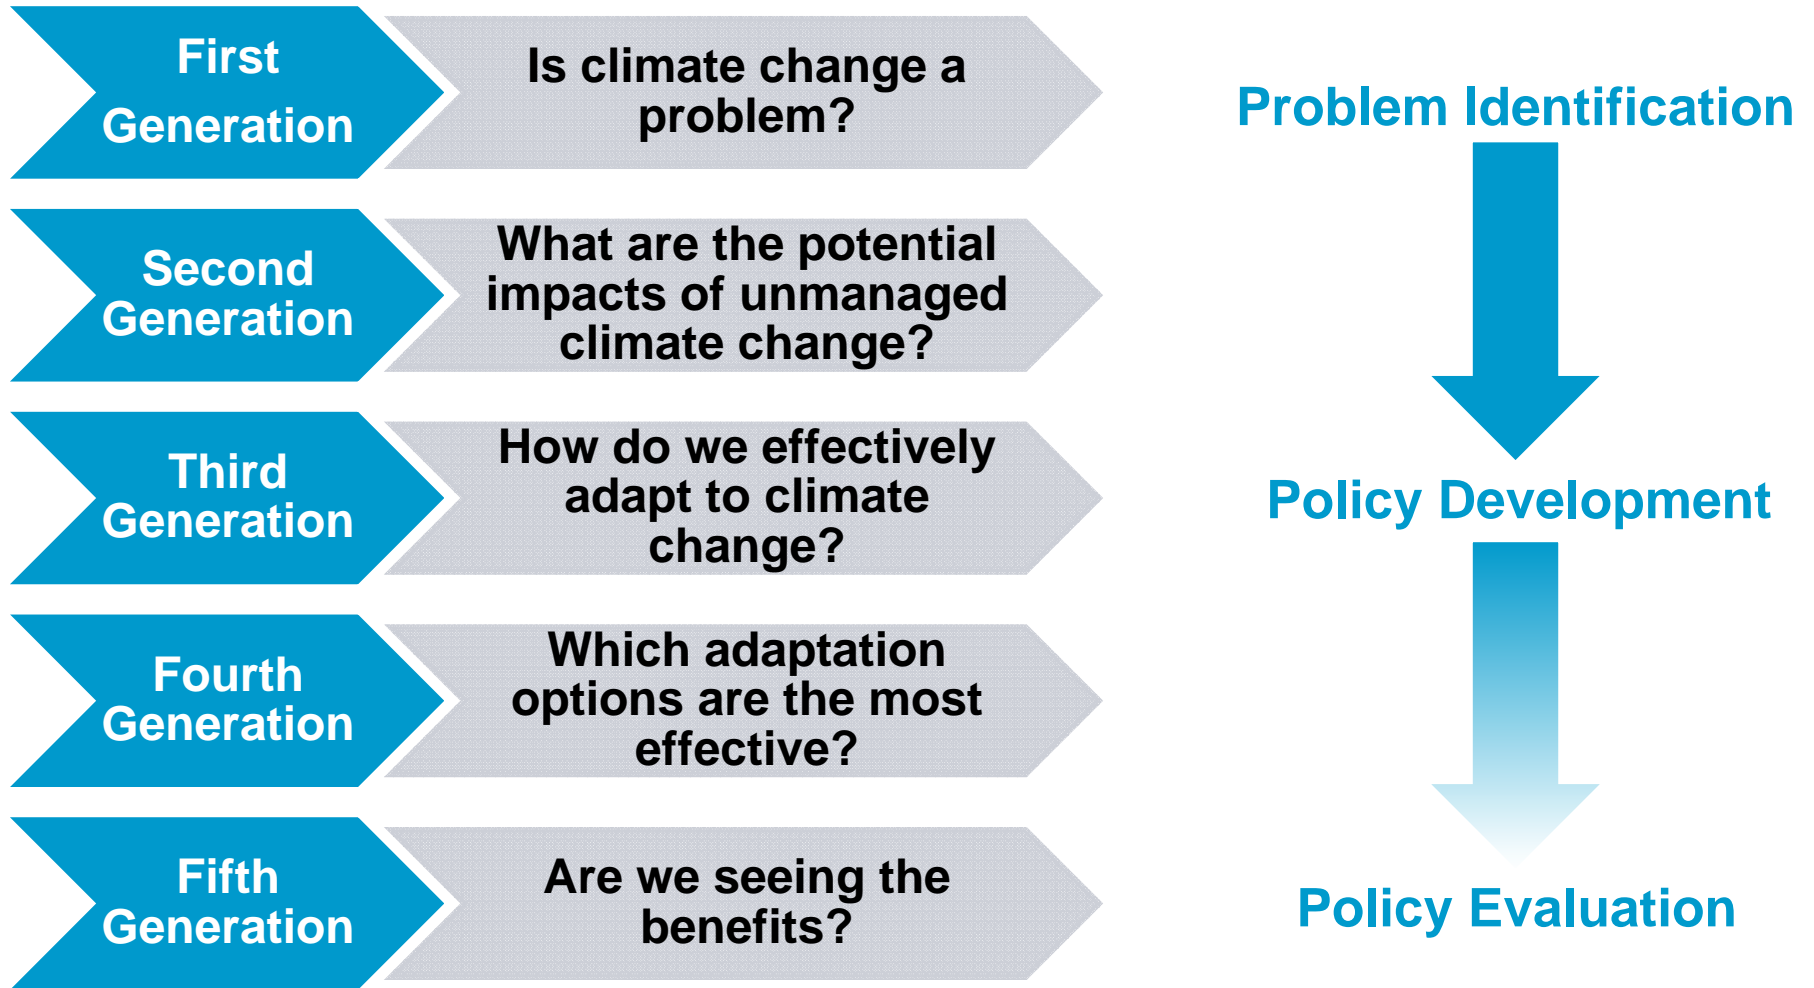 First
Generation
Is climate change a
problem?
Problem Identification
Second
Generation
What are the potential
impacts of unmanaged
climate change?
Third
Generation
How do we effectively
adapt to climate
change?
Policy Development
Fourth
Generation
Which adaptation
options are the most
effective?
Fifth
Generation
Are we seeing the
benefits?
Policy Evaluation